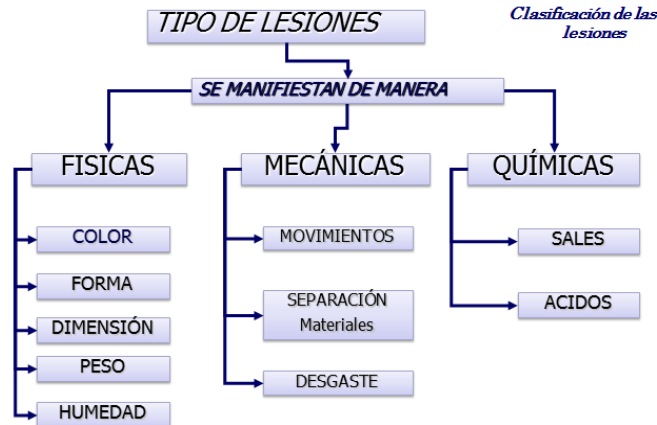 TIPO DE LESIONES
Clasificación de las
lesiones
SE MANIFIESTAN DE MANERA
FISICAS
MECÁNICAS
QUÍMICAS
COLOR
FORMA
DIMENSIÓN
PESO
HUMEDAD
MOVIMIENTOS
SEPARACIÓN
Materiales
DESGASTE
SALES
ACIDOS